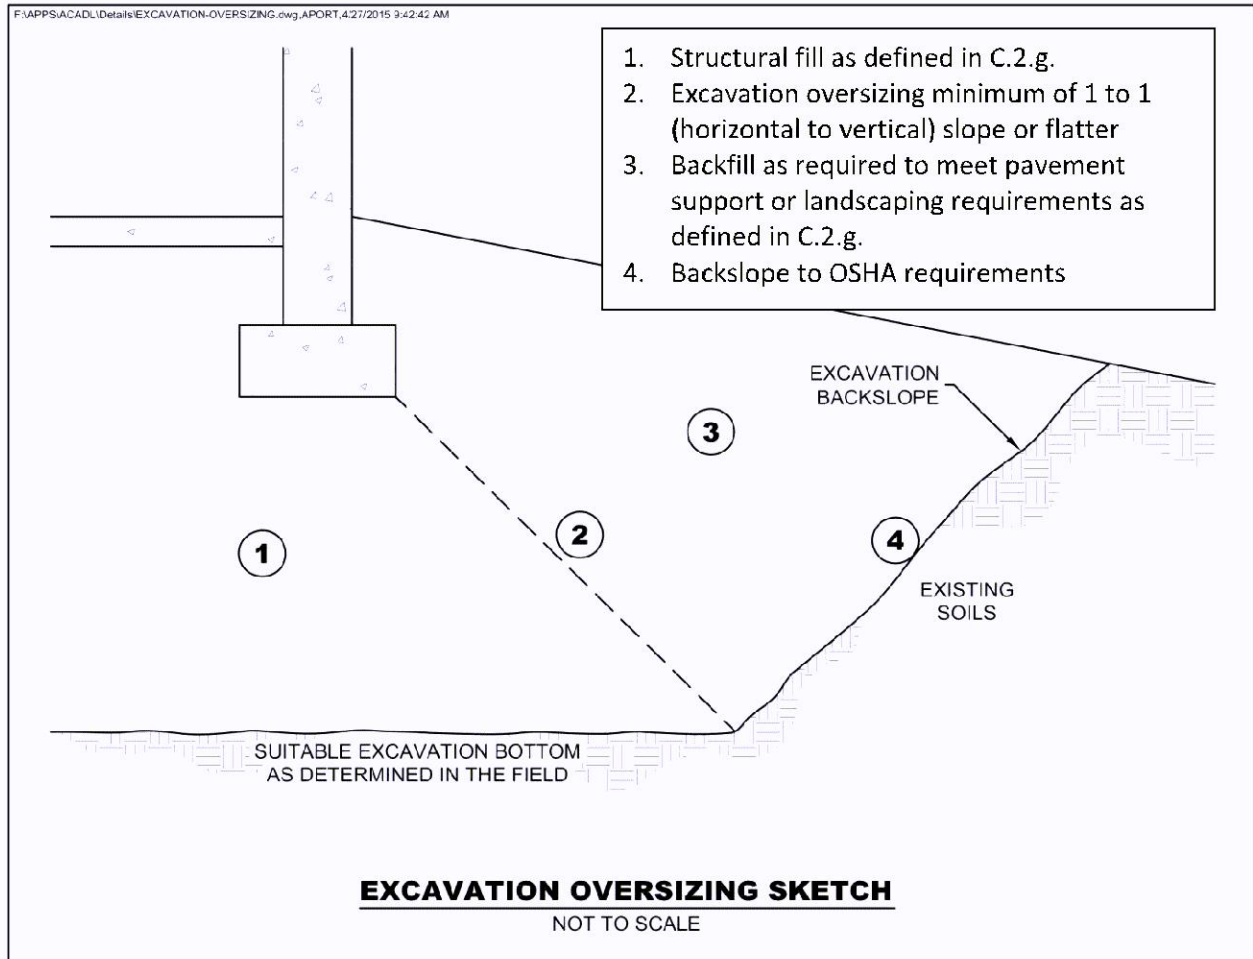 F:\APPS\ACADL\Details\EXCAVATION-OVERSIZING.dwg,APORT,4/27/2015 9:42:42 AM
1. Structural fill as defined in C.2.g.
2. Excavation oversizing minimum of 1 to 1
(horizontal to vertical) slope or flatter
3. Backfill as required to meet pavement
support or landscaping requirements as
defined in C.2.g.
4. Backslope to OSHA requirements
EXCAVATION
BACKSLOPE
3
2
1
4
EXISTING
SOILS
SUITABLE EXCAVATION BOTTOM
AS DETERMINED IN THE FIELD
EXCAVATION OVERSIZING SKETCH
NOT TO SCALE